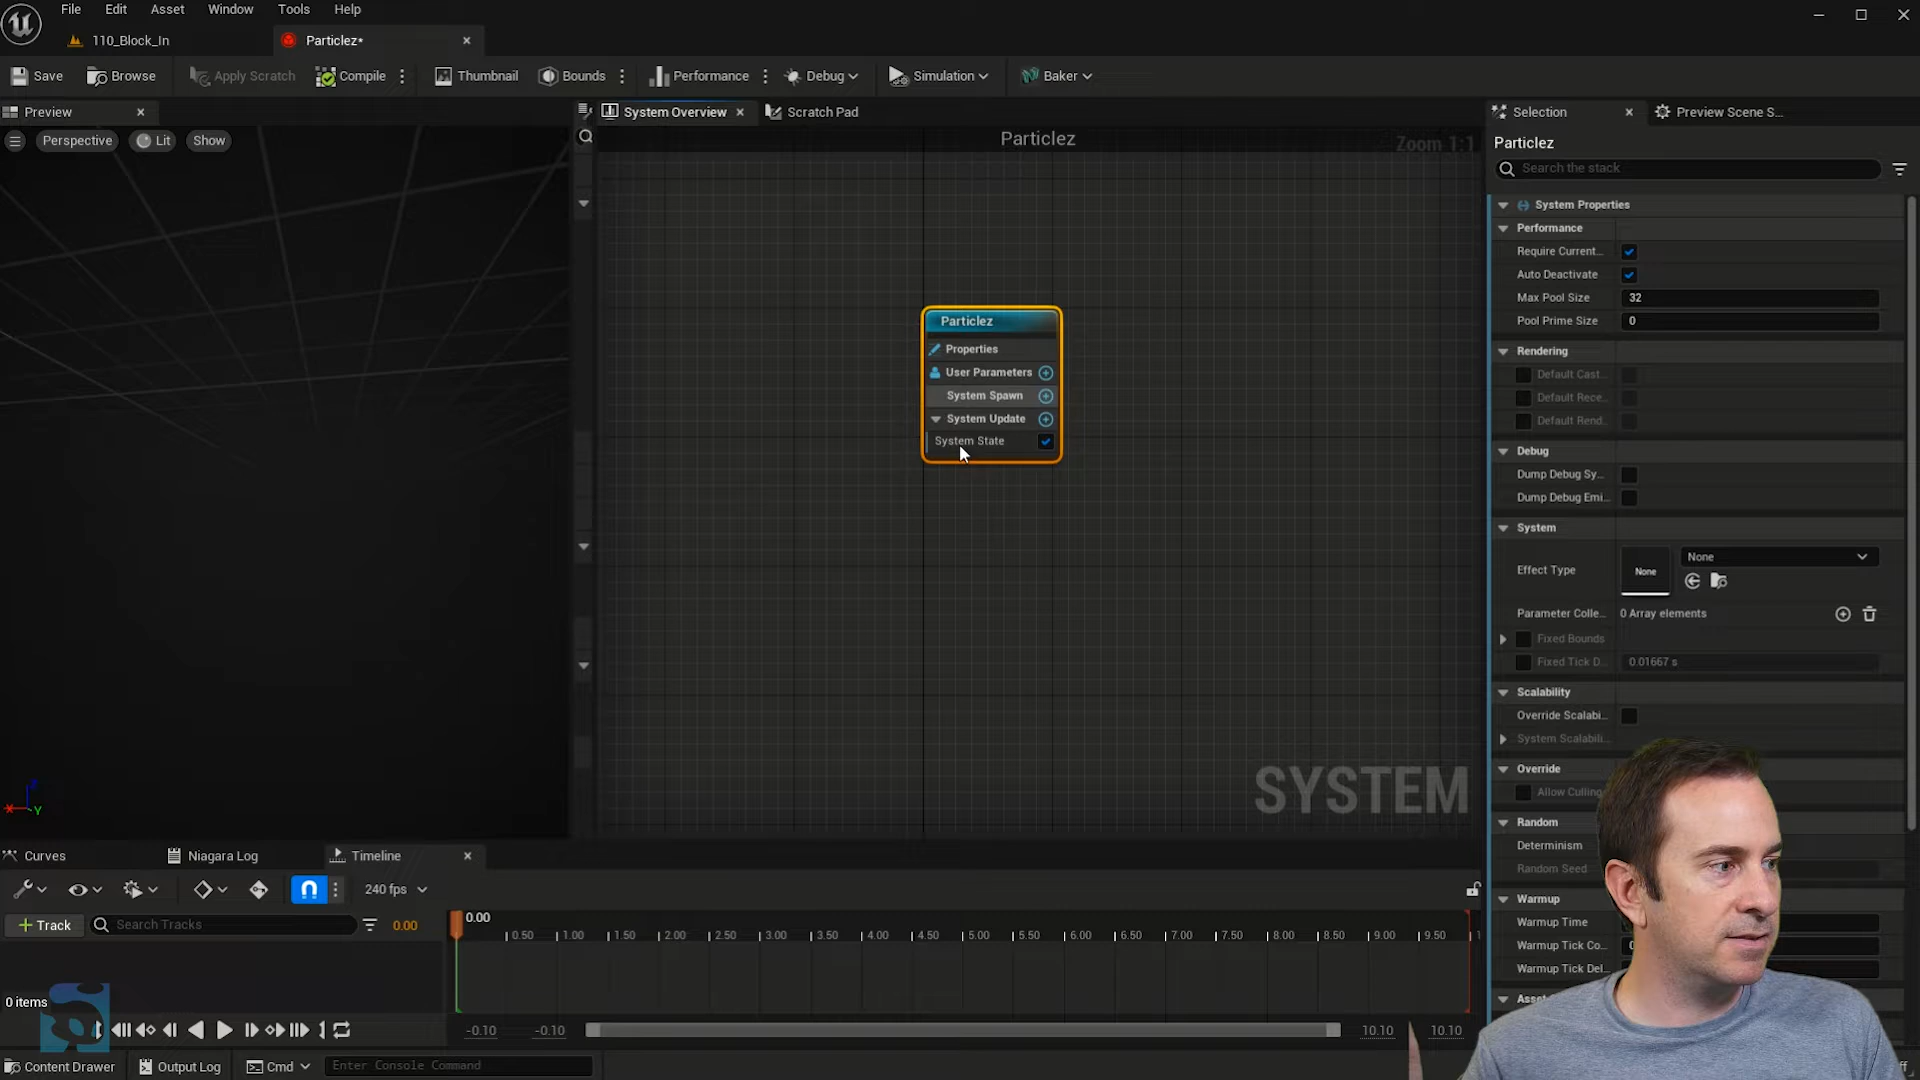 File Edit Asset Window Tools Help
110_Block_In
Particlez*
Save Browse Apply Scratch Compile Thumbnail Bounds Performance Debug Simulation Baker
Preview
System Overview
Scratch Pad
Selection
Preview Scene S...
Perspective Lit Show
Particlez
Zoom 1:1
Particlez
Search the stack
System Properties
Performance
Require Current...
Auto Deactivate
Max Pool Size 32
Pool Prime Size 0
Rendering
Default Cast...
Default Rece...
Default Rend...
Debug
Dump Debug Sy...
Dump Debug Emi...
System
Effect Type None None
Parameter Colle... 0 Array elements
Fixed Bounds
Fixed Tick D... 0.01667 s
Scalability
Override Scalabi...
System Scalabili...
Override
Allow Culling
Random
Determinism
Random Seed
Warmup
Warmup Time
Warmup Tick Co... 0
Warmup Tick Del...
Particlez
Properties
User Parameters
System Spawn
System Update
System State
SYSTEM
X
Y
Curves
Niagara Log
Timeline
240 fps
Track
Search Tracks
0.00
0.00
0.50 1.00 1.50 2.00 2.50 3.00 3.50 4.00 4.50 5.00 5.50 6.00 6.50 7.00 7.50 8.00 8.50 9.00 9.50
0 items
-0.10 -0.10 10.10 10.10
Content Drawer
Output Log
Cmd
Enter Console Command